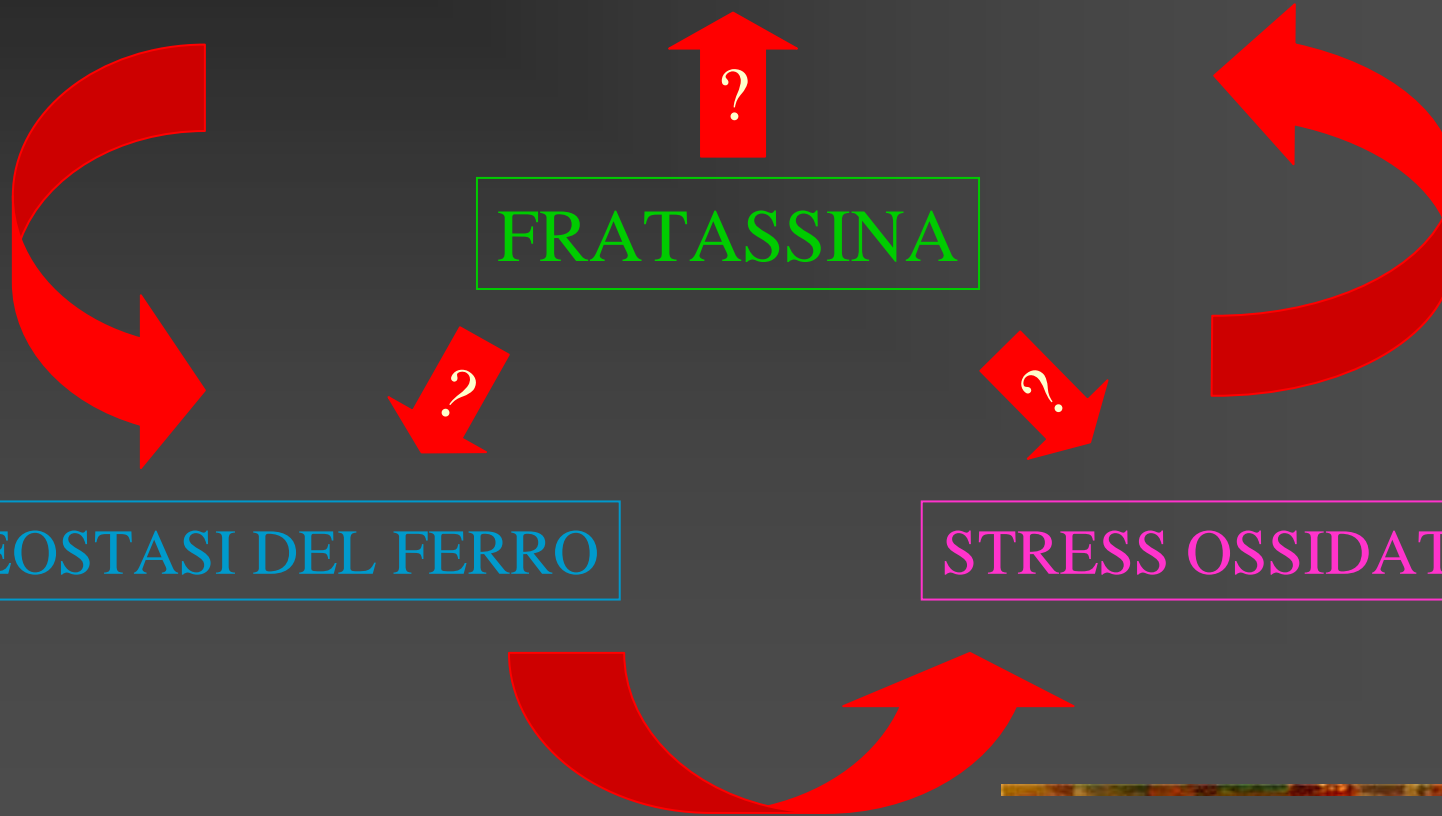 ?
FRATASSINA
? ?
EOSTASI DEL FERRO STRESS OSSIDAT